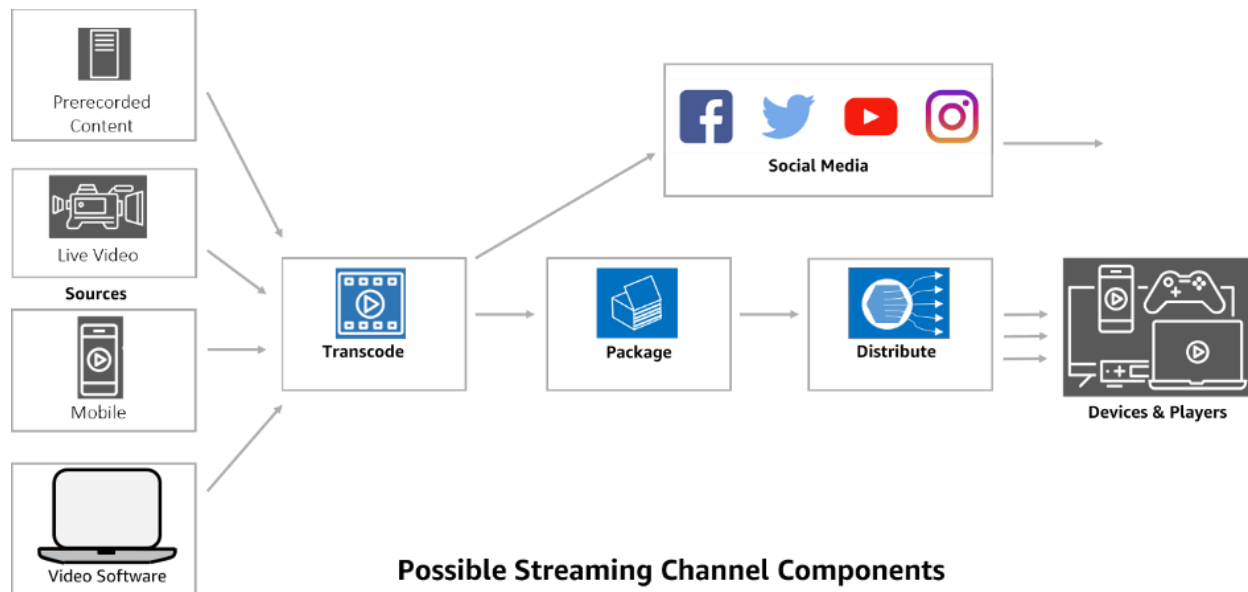 Prerecorded
Content
Live Video
Sources
Mobile
Video Software
Transcode
Social Media
Package
Distribute
Devices & Players
Possible Streaming Channel Components